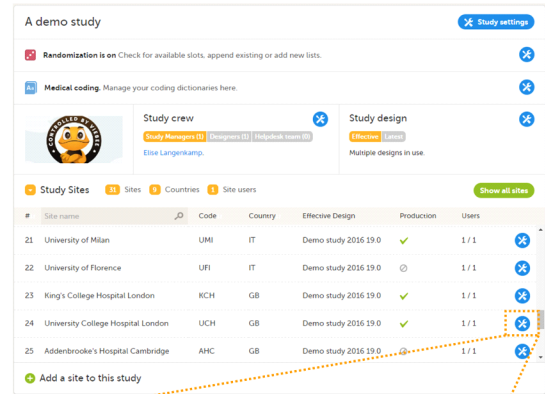 A demo study
Study settings
Randomization is on Check for available slots, append existing or add new lists.
Medical coding. Manage your coding dictionaries here.
CONTROLLED BY VIEDOC
Study crew
Study Managers (1) Designers (1) Helpdesk team (0)
Elise Langenkamp.
Study design
Effective Latest
Multiple designs in use.
Study Sites 31 Sites 9 Countries 1 Site users
Show all sites
# Site name Code Country Effective Design Production Users
21 University of Milan UMI IT Demo study 2016 19.0 1 / 1
22 University of Florence UFI IT Demo study 2016 19.0 1 / 1
23 King's College Hospital London KCH GB Demo study 2016 19.0 1 / 1
24 University College Hospital London UCH GB Demo study 2016 19.0 1 / 1
25 Addenbrooke's Hospital Cambridge AHC GB Demo study 2016 19.0 1 / 1
Add a site to this study